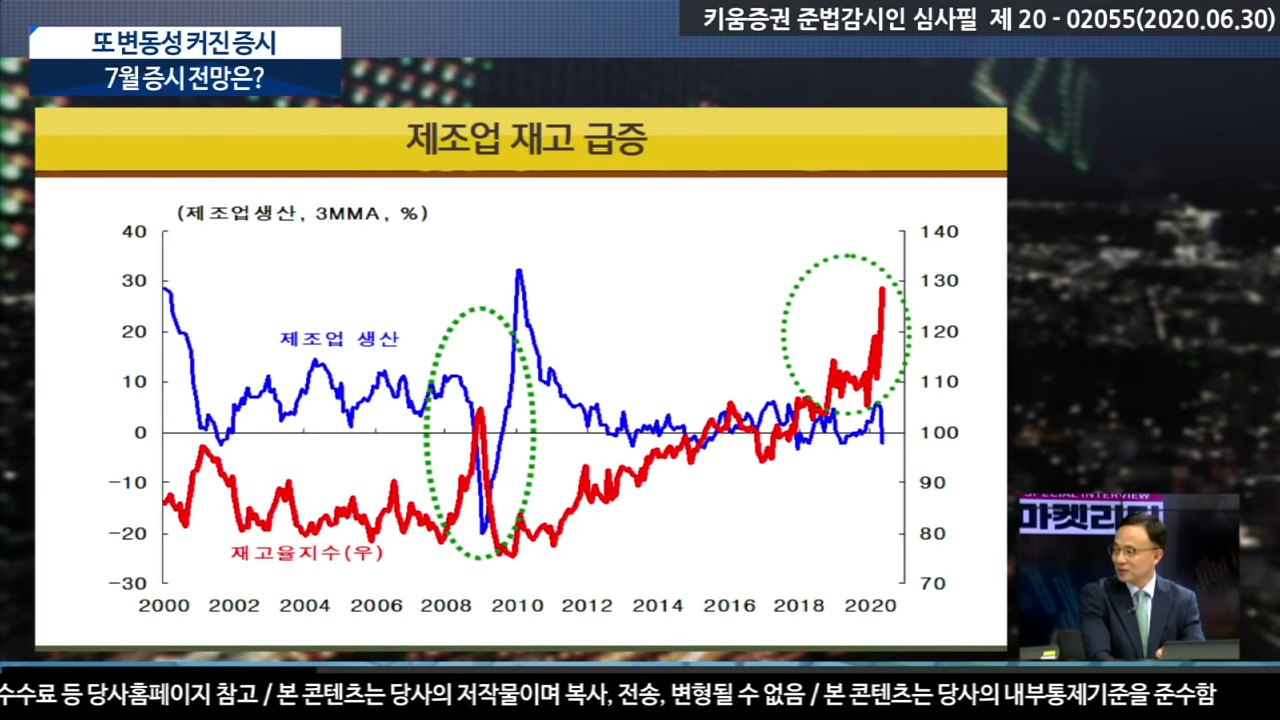 키움증권 준법감시인 심사필 제 20 - 02055(2020.06.30)
또 변동성 커진 증시
7월 증시 전망은?
제조업 재고 급증
(제조업생산, 3MMA, %)
40 140
30 130
20 120
제조업 생산
10 110
0 100
-10 90
-20 80
재고율지수(우)
-30 70
2000 2002 2004 2006 2008 2010 2012 2014 2016 2018 2020
SPECIAL INTERVIEW
수수료 등 당사홈페이지 참고 / 본 콘텐츠는 당사의 저작물이며 복사, 전송, 변형될 수 없음 / 본 콘텐츠는 당사의 내부통제기준을 준수함